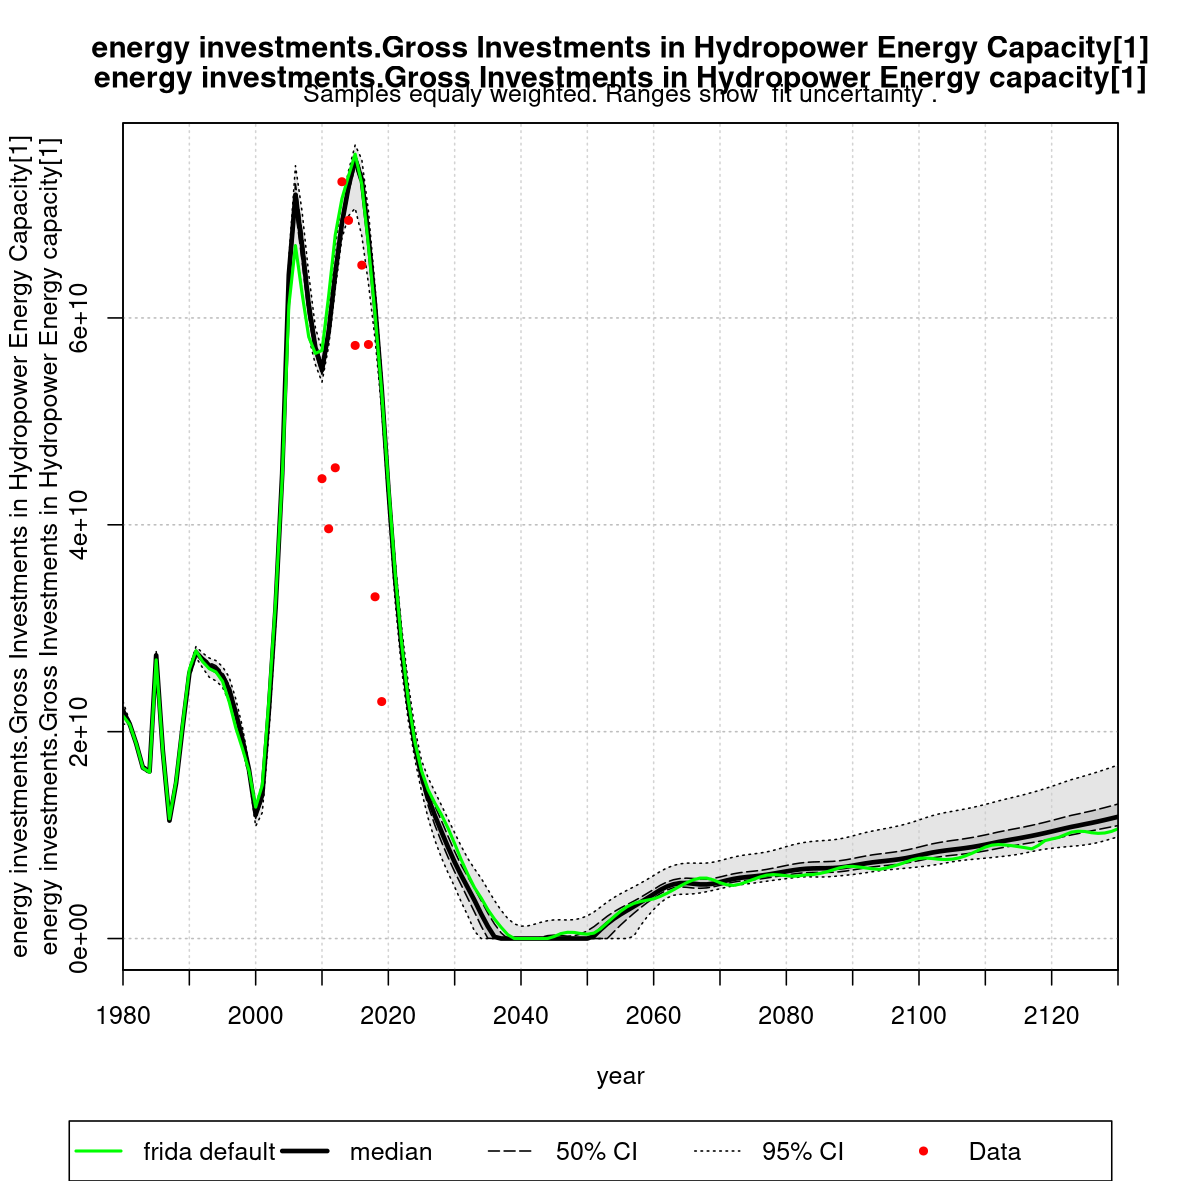 energy investments.Gross Investments in Hydropower Energy Capacity[1]
energy investments.Gross Investments in Hydropower Energy capacity[1]
Samples equaly weighted. Ranges show  fit uncertainty .
energy investments.Gross Investments in Hydropower Energy Capacity[1]
energy investments.Gross Investments in Hydropower Energy capacity[1]
6e+10
4e+10
2e+10
0e+00
1980 2000 2020 2040 2060 2080 2100 2120
year
frida default median 50% CI 95% CI Data